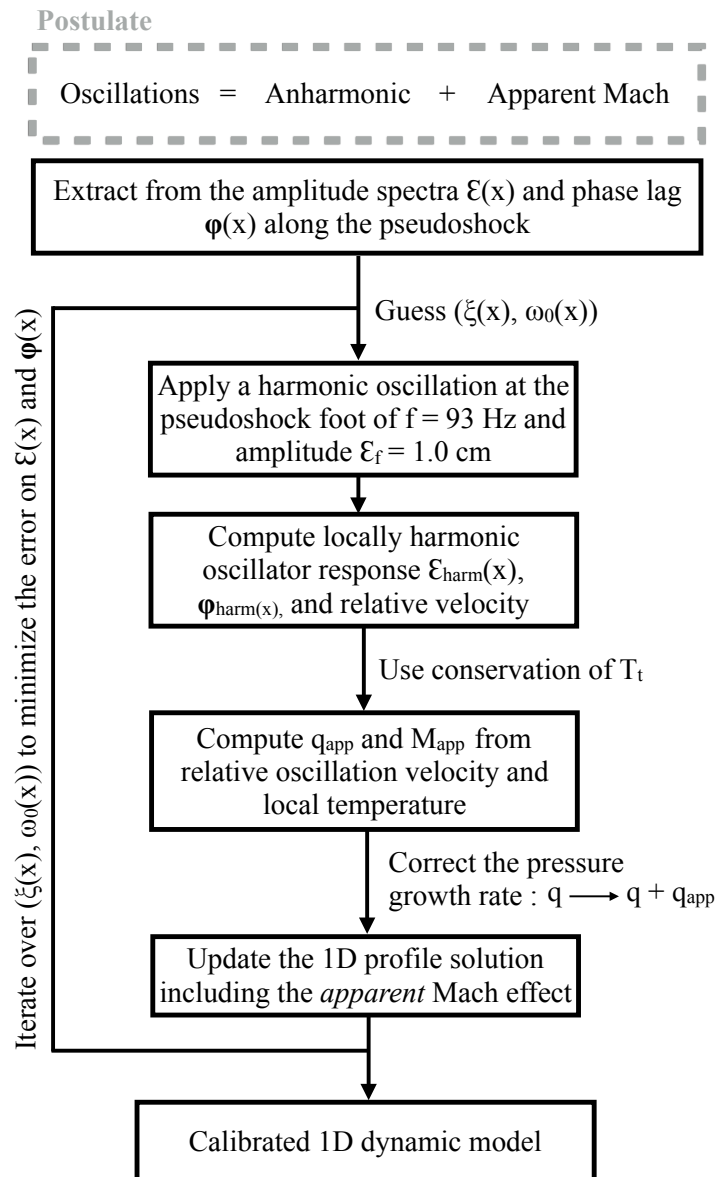 Postulate
Oscillations = Anharmonic + Apparent Mach
Extract from the amplitude spectra Ɛ(x) and phase lag
φ(x) along the pseudoshock
Guess (ξ(x), ω₀(x))
Apply a harmonic oscillation at the
pseudoshock foot of f = 93 Hz and
amplitude Ɛf = 1.0 cm
Compute locally harmonic
oscillator response Ɛharm(x),
φharm(x), and relative velocity
Use conservation of Tt
Compute qapp and Mapp from
relative oscillation velocity and
local temperature
Correct the pressure
growth rate : q ⟶ q + qapp
Update the 1D profile solution
including the apparent Mach effect
Iterate over (ξ(x), ω₀(x)) to minimize the error on Ɛ(x) and φ(x)
Calibrated 1D dynamic model